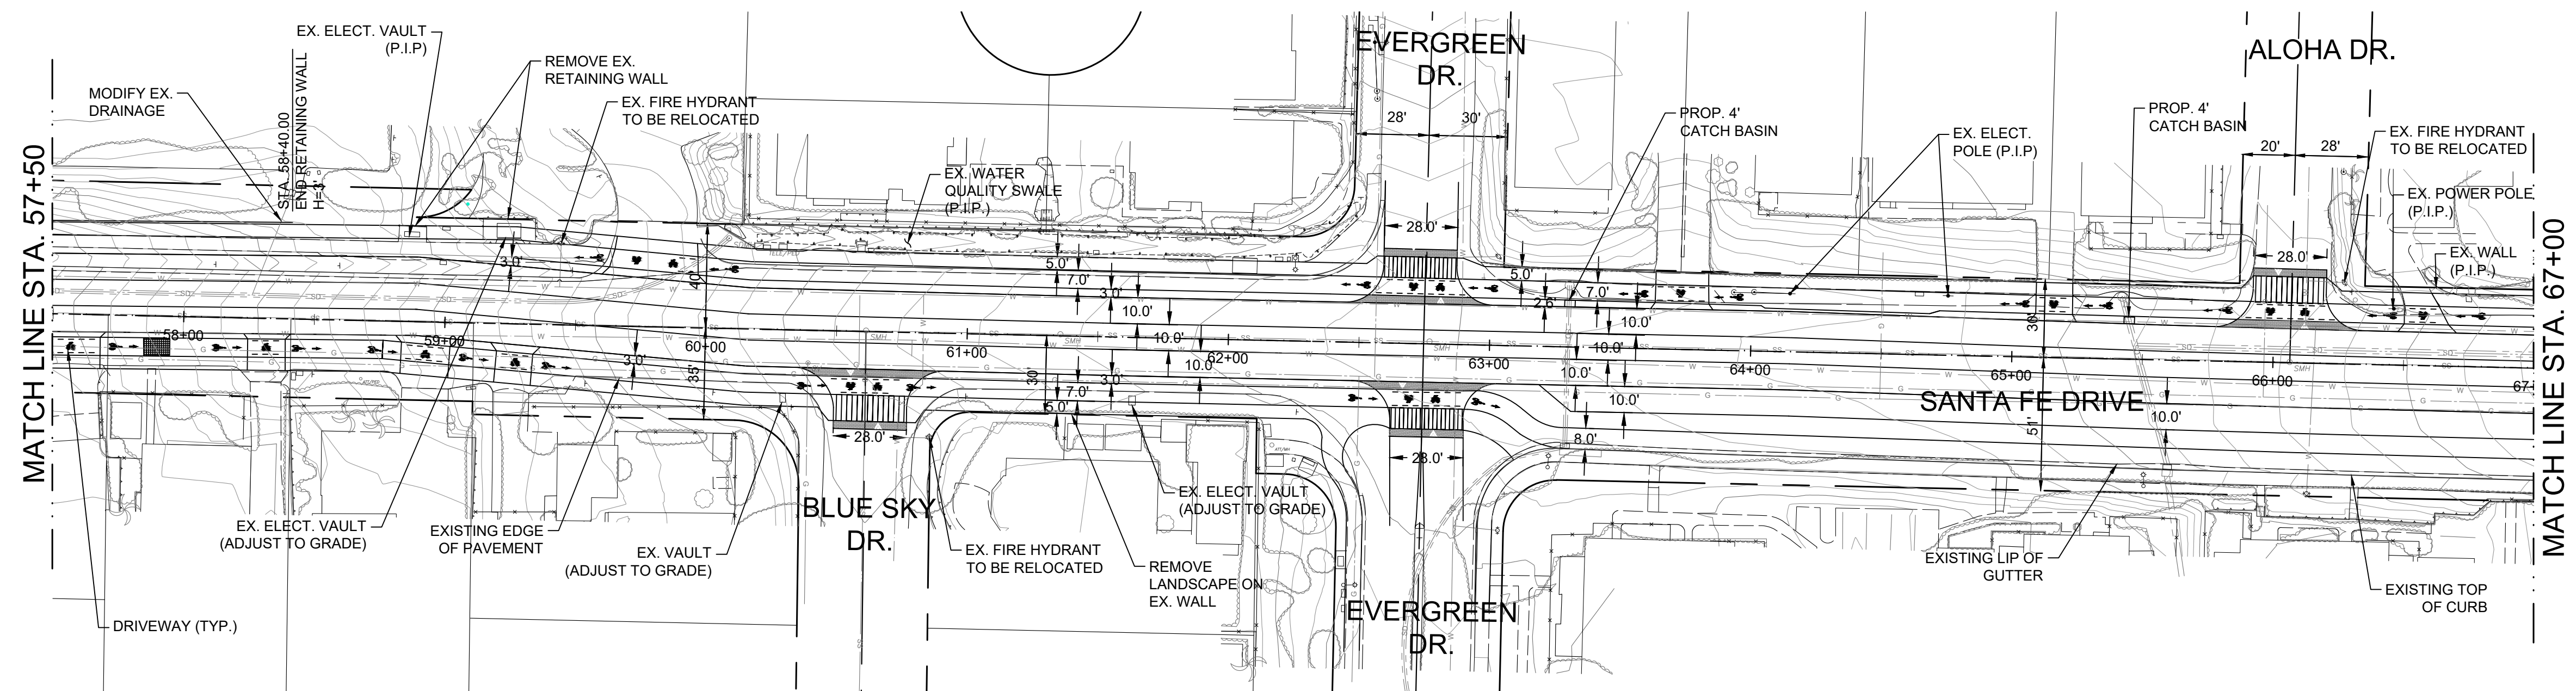 MATCH LINE STA. 57+50
MODIFY EX.
DRAINAGE
STA. 58+40.00
END RETAINING WALL
H=3'
EX. ELECT. VAULT
(P.I.P)
REMOVE EX.
RETAINING WALL
EX. FIRE HYDRANT
TO BE RELOCATED
EX. WATER
QUALITY SWALE
(P.I.P.)
EVERGREEN
DR.
28'
30'
PROP. 4'
CATCH BASIN
EX. ELECT.
POLE (P.I.P)
PROP. 4'
CATCH BASIN
ALOHA DR.
20'
28'
EX. FIRE HYDRANT
TO BE RELOCATED
EX. POWER POLE
(P.I.P.)
EX. WALL
(P.I.P.)
MATCH LINE STA. 67+00
28.0'
28.0'
3.0'
40'
5.0'
7.0'
3.0'
10.0'
10.0'
10.0'
5.0'
2.6'
7.0'
10.0'
10.0'
10.0'
10.0'
36'
58+00
59+00
60+00
61+00
62+00
63+00
64+00
65+00
66+00
67
SMH
SMH
SMH
SMH
3.0'
35'
30'
3.0'
7.0'
5.0'
28.0'
28.0'
8.0'
51'
10.0'
SANTA FE DRIVE
EX. ELECT. VAULT
(ADJUST TO GRADE)
EXISTING EDGE
OF PAVEMENT
EX. VAULT
(ADJUST TO GRADE)
BLUE SKY
DR.
EX. FIRE HYDRANT
TO BE RELOCATED
REMOVE
LANDSCAPE ON
EX. WALL
EX. ELECT. VAULT
(ADJUST TO GRADE)
EVERGREEN
DR.
EXISTING LIP OF
GUTTER
EXISTING TOP
OF CURB
DRIVEWAY (TYP.)